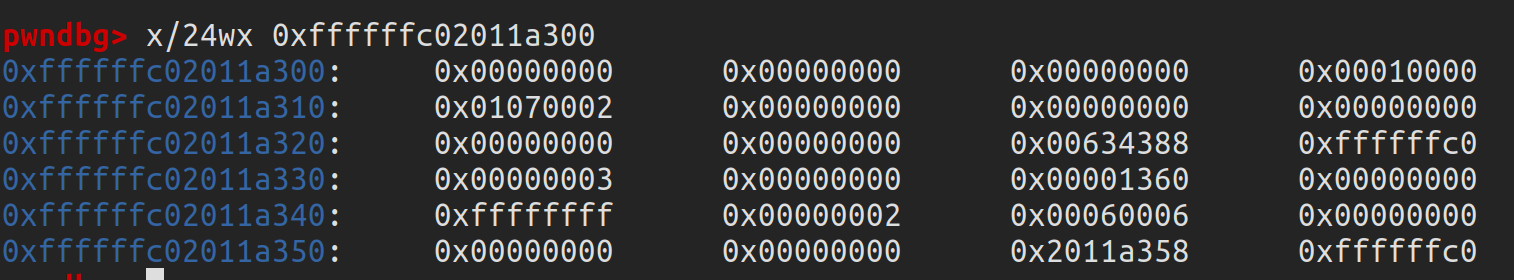 pwndbg> x/24wx 0xffffffc02011a300
0xffffffc02011a300: 0x00000000 0x00000000 0x00000000 0x00010000
0xffffffc02011a310: 0x01070002 0x00000000 0x00000000 0x00000000
0xffffffc02011a320: 0x00000000 0x00000000 0x00634388 0xffffffc0
0xffffffc02011a330: 0x00000003 0x00000000 0x00001360 0x00000000
0xffffffc02011a340: 0xffffffff 0x00000002 0x00060006 0x00000000
0xffffffc02011a350: 0x00000000 0x00000000 0x2011a358 0xffffffc0